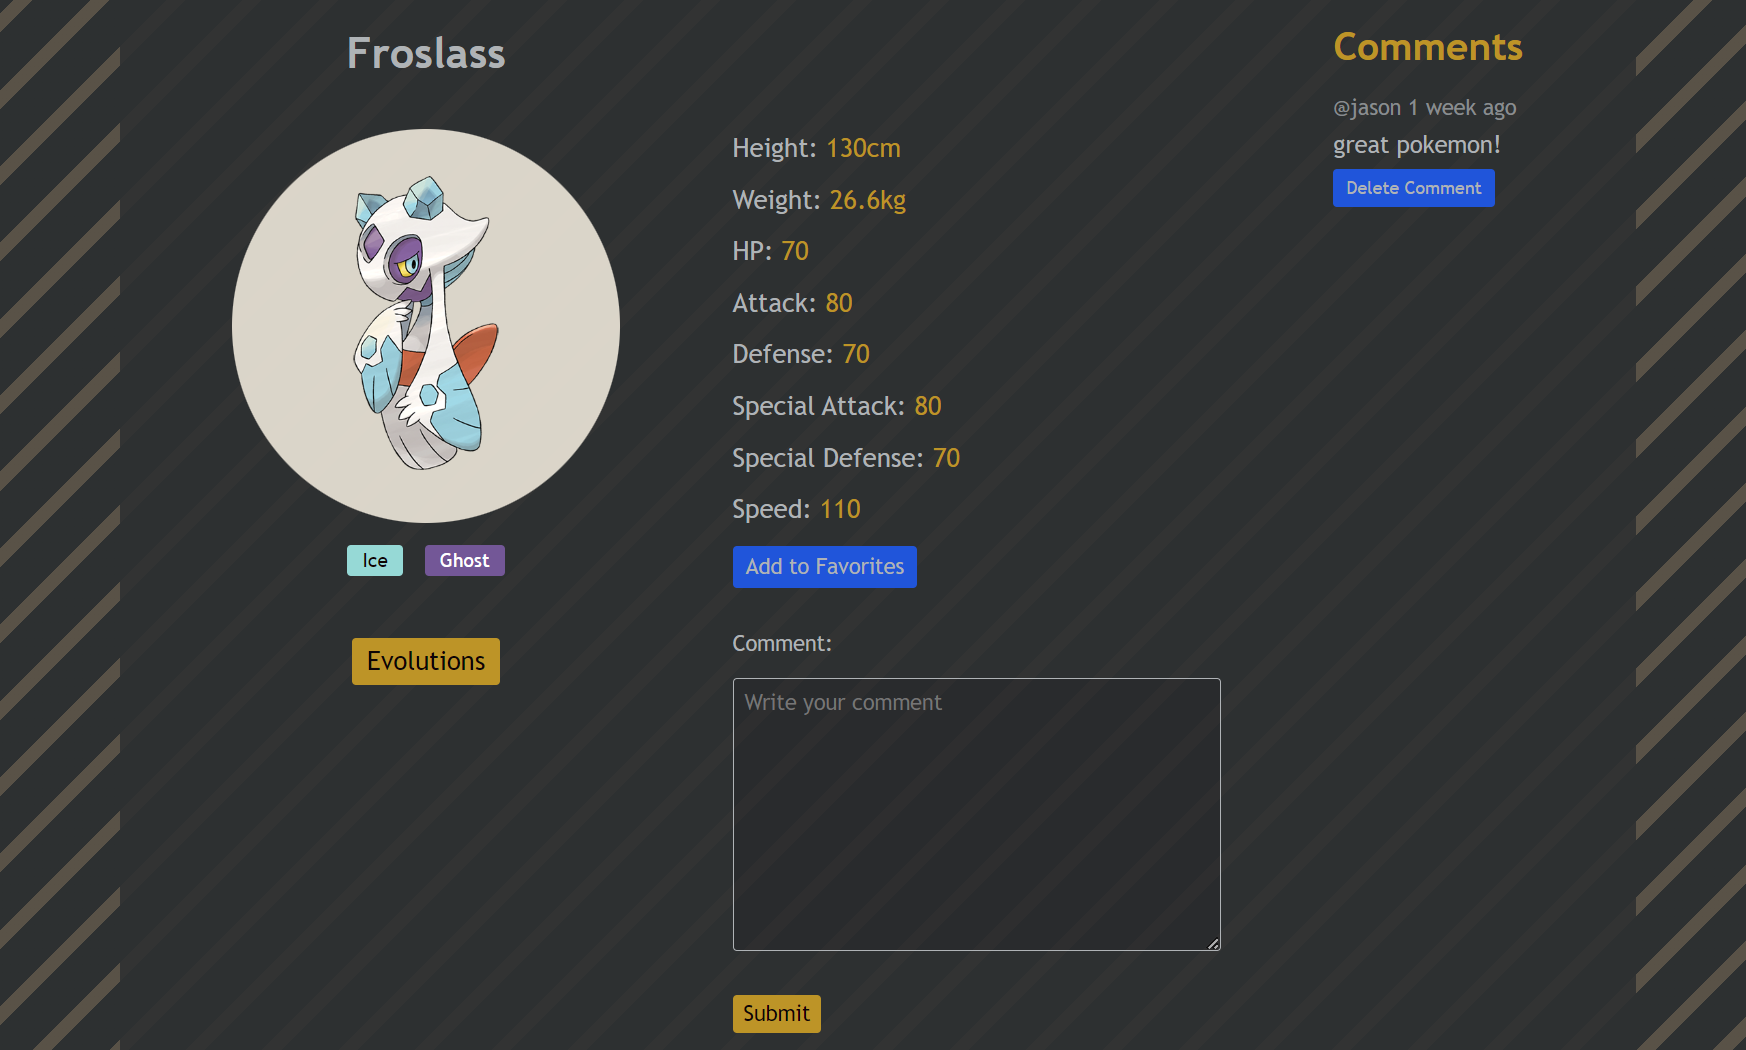 Froslass
Ice
Ghost
Evolutions
Height: 130cm
Weight: 26.6kg
HP: 70
Attack: 80
Defense: 70
Special Attack: 80
Special Defense: 70
Speed: 110
Add to Favorites
Comment:
Write your comment
Submit
Comments
@jason 1 week ago
great pokemon!
Delete Comment